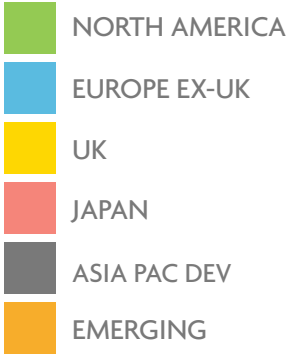 NORTH AMERICA
EUROPE EX-UK
UK
JAPAN
ASIA PAC DEV
EMERGING